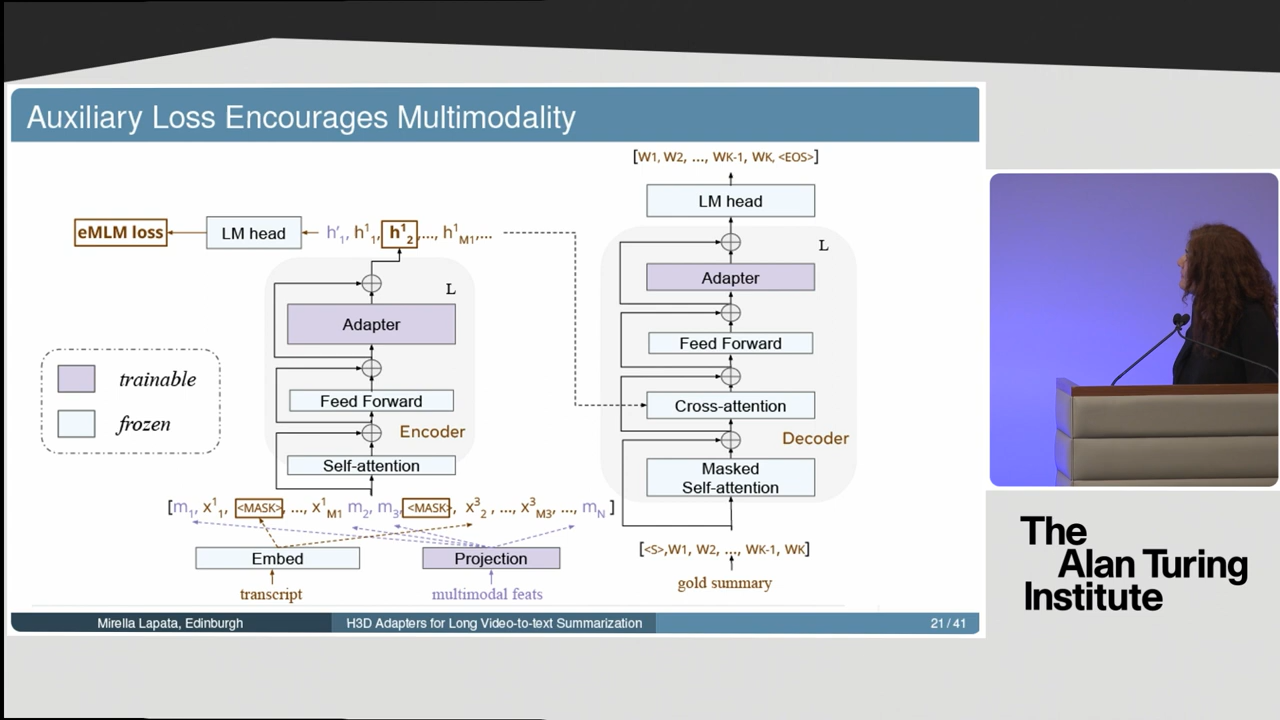 Auxiliary Loss Encourages Multimodality
[W1, W2, ..., WK-1, WK, <EOS>]
LM head
eMLM loss
LM head
h'1, h¹1, h¹2,..., h¹M1,...
L
L
Adapter
Adapter
Feed Forward
Feed Forward
Cross-attention
Encoder
Decoder
Self-attention
Masked
Self-attention
trainable
frozen
[m1, x¹1, <MASK>, ..., x¹M1 m2, m3, <MASK>, x³2, ..., x³M3, ..., mN]
Embed
Projection
transcript
multimodal feats
[<S>,W1, W2, ..., WK-1, WK]
gold summary
Mirella Lapata, Edinburgh
H3D Adapters for Long Video-to-text Summarization
21 / 41
The
Alan Turing
Institute